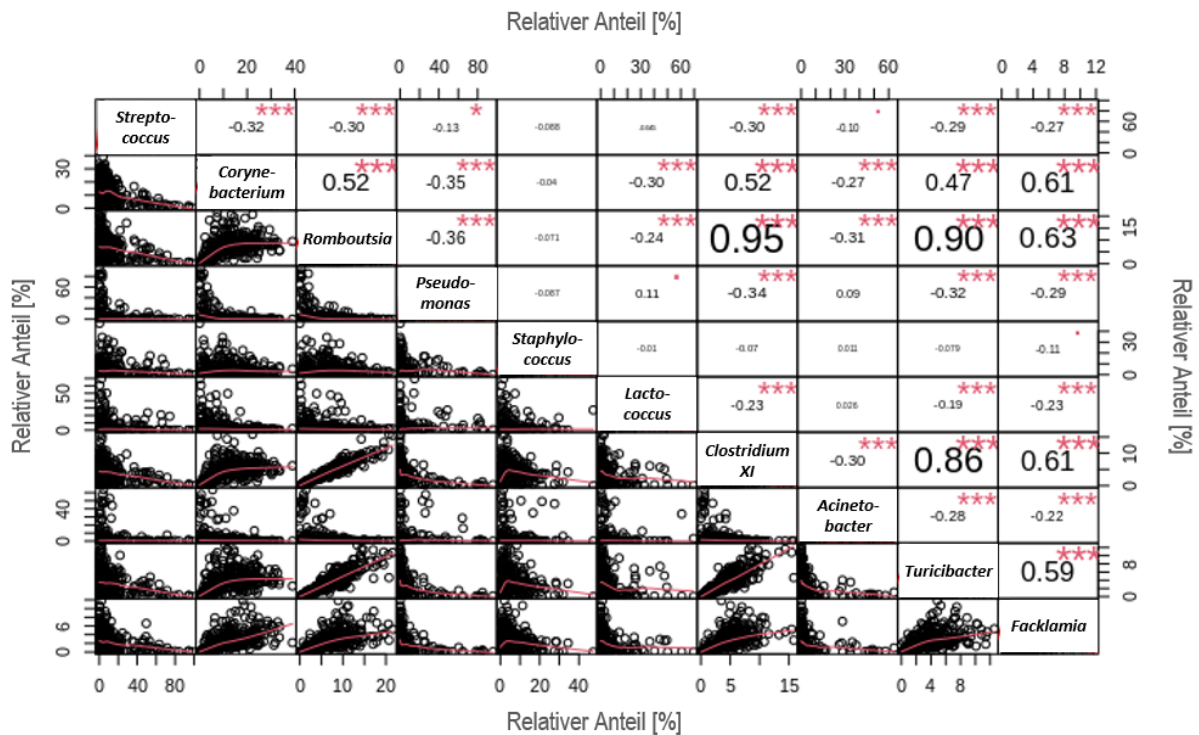 Relativer Anteil [%]
0 20 40 0 40 80 0 30 60 0 30 60 0 4 8 12
Strepto-
coccus
-0.32 *** -0.30 *** -0.13 * -0.30 *** -0.10 -0.29 *** -0.27 *** 0 60
0 30
Coryne-
bacterium
0.52 *** -0.35 *** -0.04 -0.30 *** 0.52 *** -0.27 *** 0.47 *** 0.61 ***
Romboutsia
-0.36 *** -0.071 -0.24 *** 0.95 *** -0.31 *** 0.90 *** 0.63 *** 0 15
0 60
Pseudo-
monas
0.11 -0.34 *** 0.09 -0.32 *** -0.29 ***
Staphylo-
coccus
-0.01 -0.07 0.011 -0.079 -0.11 0 30
0 50
Lacto-
coccus
-0.23 *** 0.026 -0.19 *** -0.23 ***
Clostridium
XI
-0.30 *** 0.86 *** 0.61 *** 0 10
0 40
Acineto-
bacter
-0.28 *** -0.22 ***
Turicibacter
0.59 *** 0 8
0 6
Facklamia
0 40 80 0 10 20 0 20 40 0 5 15 0 4 8
Relativer Anteil [%]
Relativer Anteil [%]
Relativer Anteil [%]